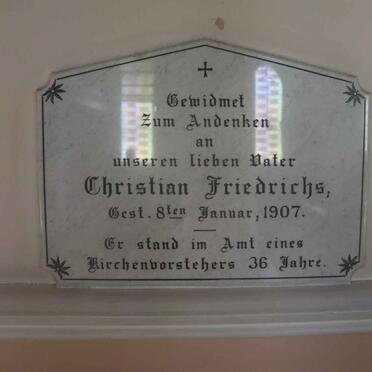 Gewidmet
Zum Andenken
an
unseren lieben Vater
Christian Friedrichs,
Gest. 8ten Januar, 1907.
Er stand im Amt eines
Kirchenvorstehers 36 Jahre.